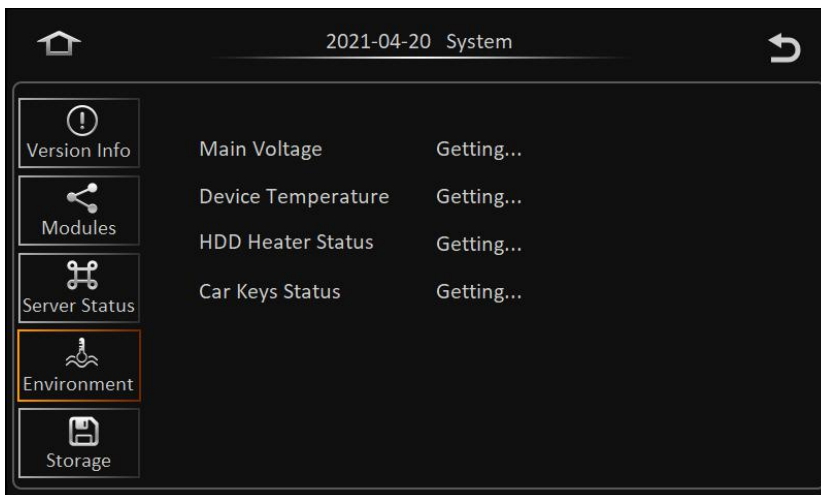 2021-04-20 System
Version Info
Modules
Server Status
Environment
Storage
Main Voltage Getting...
Device Temperature Getting...
HDD Heater Status Getting...
Car Keys Status Getting...